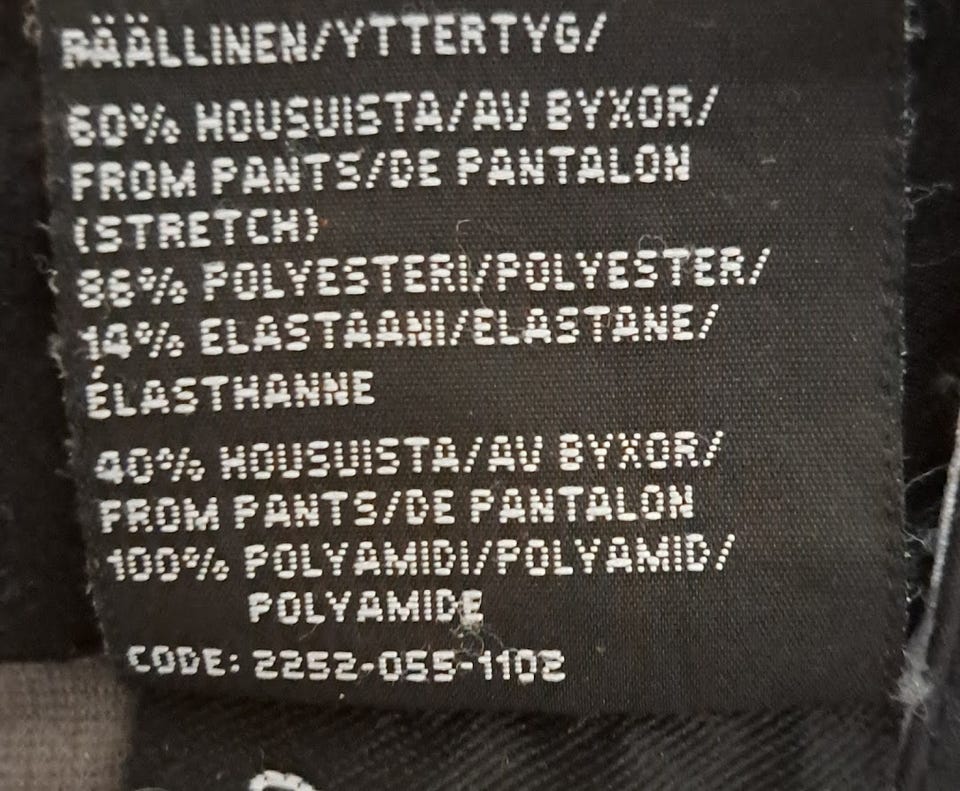 PÄÄLLINEN/YTTERTYG/
60% HOUSUISTA/AV BYXOR/
FROM PANTS/DE PANTALON
(STRETCH)
86% POLYESTERI/POLYESTER/
14% ELASTAANI/ELASTANE/
ÉLASTHANNE
40% HOUSUISTA/AV BYXOR/
FROM PANTS/DE PANTALON
100% POLYAMIDI/POLYAMID/
POLYAMIDE
CODE: 2252-055-1102